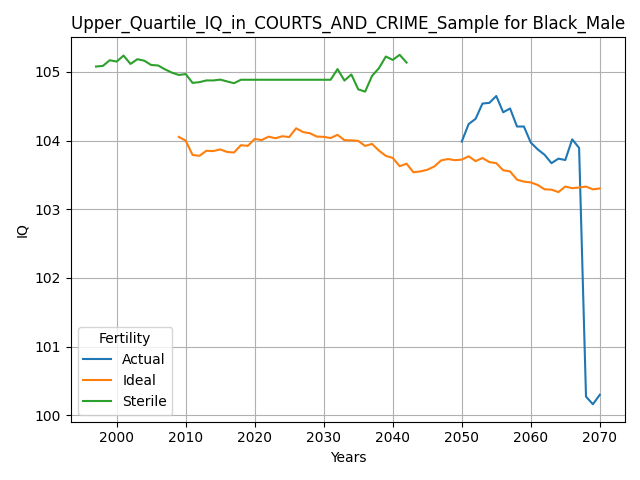 Upper_Quartile_IQ_in_COURTS_AND_CRIME_Sample for Black_Male
IQ
105
104
103
102
101
100
Fertility
Actual
Ideal
Sterile
2000 2010 2020 2030 2040 2050 2060 2070
Years